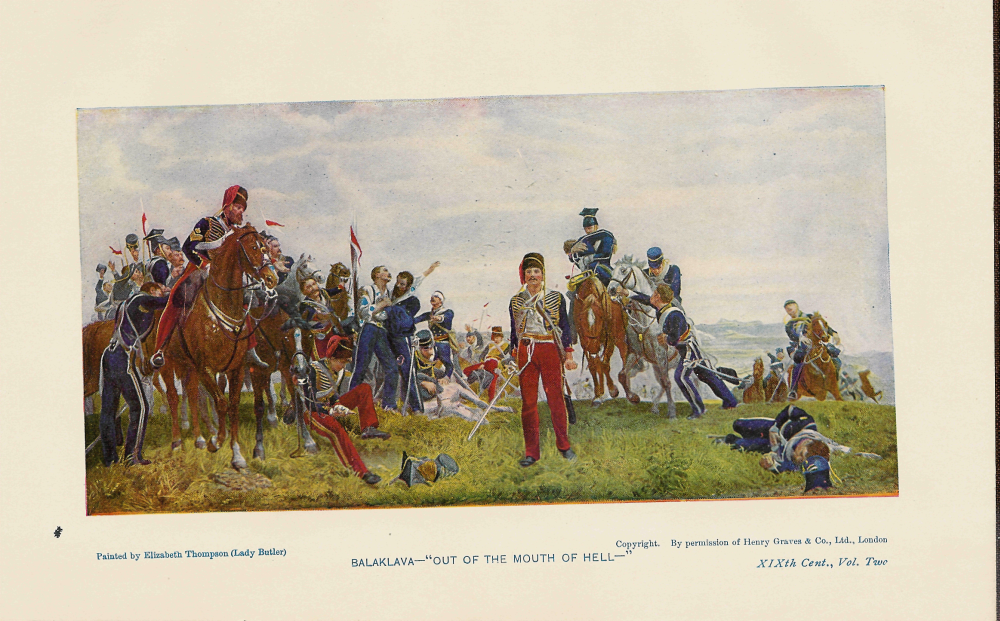 Painted by Elizabeth Thompson (Lady Butler)
Copyright. By permission of Henry Graves & Co., Ltd., London
BALAKLAVA—"OUT OF THE MOUTH OF HELL—"
XIXth Cent., Vol. Two